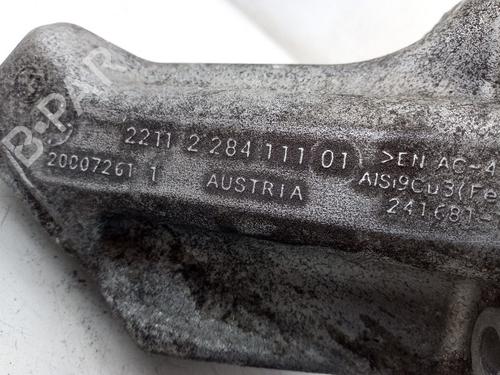 2211 2 284 111 01
20007261 1
AUSTRIA
>EN AC-4
AlSi9Cu3(Fe
241681-
B-PAR